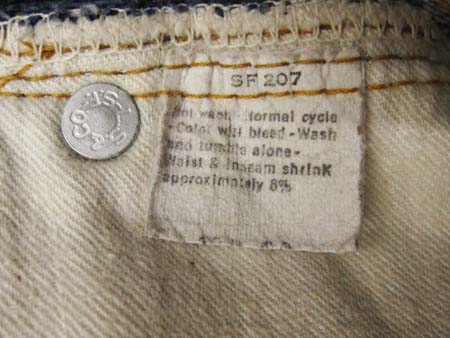 SF 207
Hot wash - Normal cycle
-Color will bleed-Wash
and tumble alone-
Waist & Inseam shrink
approximately 8%